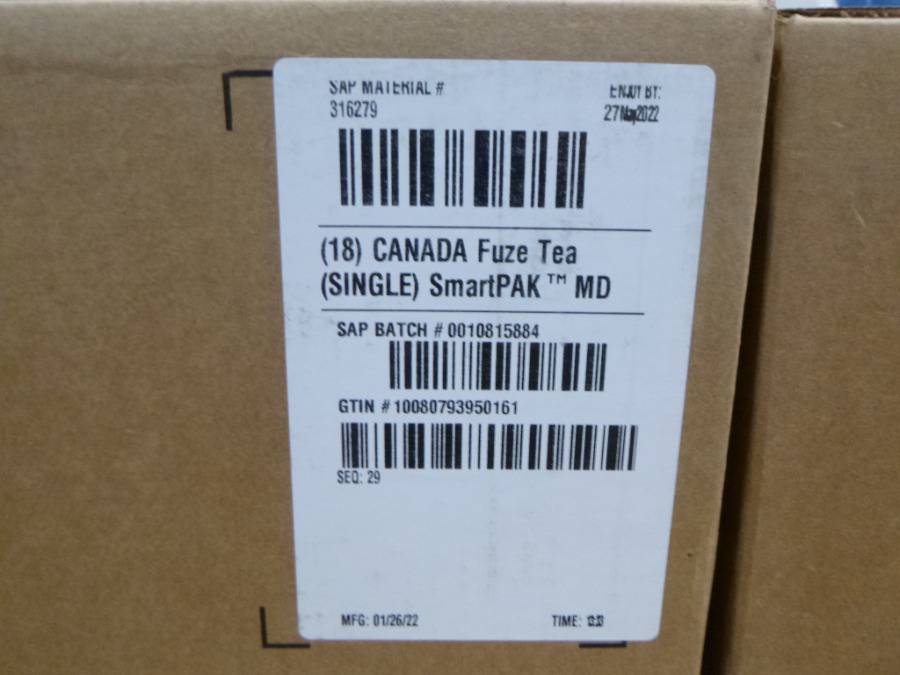 SAP MATERIAL #
316279
ENJOY BY:
27May2022
(18) CANADA Fuze Tea
(SINGLE) SmartPAK™ MD
SAP BATCH # 0010815884
GTIN # 10080793950161
SEQ: 29
MFG: 01/26/22
TIME: